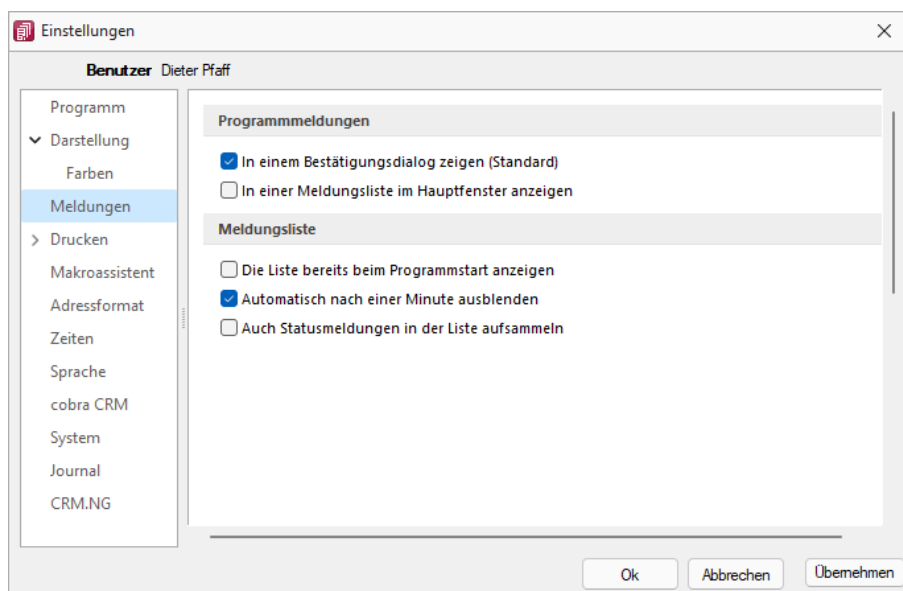 Einstellungen
Benutzer Dieter Pfaff
Programm
Darstellung
Farben
Meldungen
Drucken
Makroassistent
Adressformat
Zeiten
Sprache
cobra CRM
System
Journal
CRM.NG
Programmmeldungen
In einem Bestätigungsdialog zeigen (Standard)
In einer Meldungsliste im Hauptfenster anzeigen
Meldungsliste
Die Liste bereits beim Programmstart anzeigen
Automatisch nach einer Minute ausblenden
Auch Statusmeldungen in der Liste aufsammeln
Ok Abbrechen Übernehmen